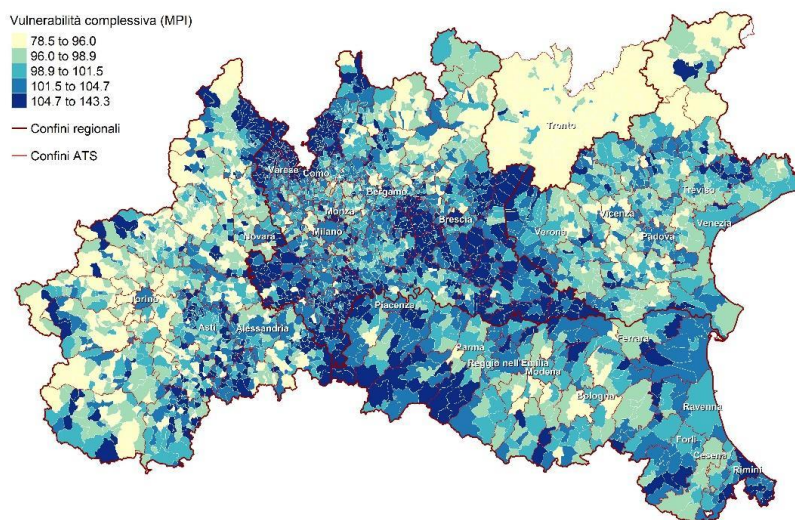 Vulnerabilità complessiva (MPI)
78.5 to 96.0
96.0 to 98.9
98.9 to 101.5
101.5 to 104.7
104.7 to 143.3
Confini regionali
Confini ATS
Trento
Varese
Como
Bergamo
Treviso
Monza
Brescia
Vicenza
Venezia
Novara
Milano
Verona
Padova
Torino
Piacenza
Asti
Alessandria
Ferrara
Parma
Reggio nell'Emilia
Modena
Bologna
Ravenna
Forlì
Cesena
Rimini